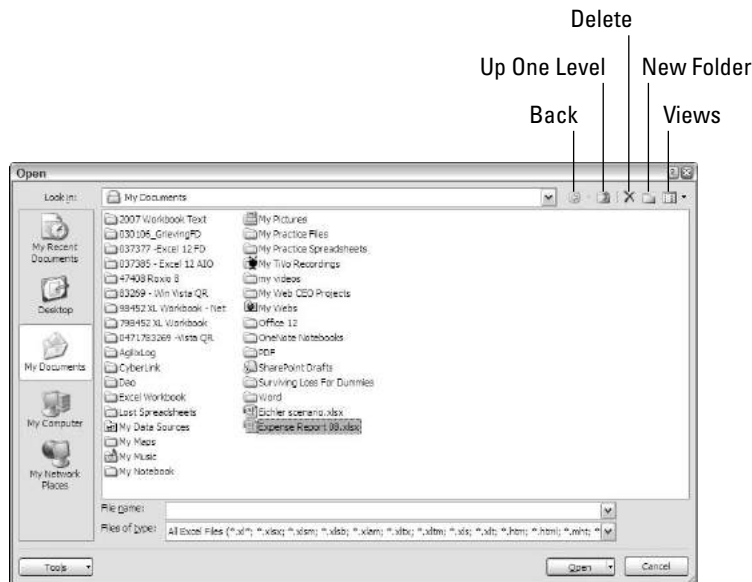 Delete
Up One Level
New Folder
Back
Views
Open
Look in:
My Documents
My Recent
Documents
Desktop
My Documents
My Computer
My Network
Places
2007 Workbook Text
030106_GrievingFD
037377 -Excel 12 FD
037385 - Excel 12 AIO
47408 Roxio 8
83269 - Win Vista QR
98452 XL Workbook - Net
798452 XL Workbook
0471783269 -Vista QR
AgilixLog
CyberLink
Dao
Excel Workbook
Lost Spreadsheets
My Data Sources
My Maps
My Music
My Notebook
My Pictures
My Practice Files
My Practice Spreadsheets
My TiVo Recordings
my videos
My Web CEO Projects
My Webs
Office 12
OneNote Notebooks
PDF
SharePoint Drafts
Surviving Loss For Dummies
Word
Eichler scenario.xlsx
Expense Report 08.xlsx
File name:
Files of type:
All Excel Files (*.xl*; *.xlsx; *.xlsm; *.xlsb; *.xlam; *.xltx; *.xltm; *.xls; *.xlt; *.htm; *.html; *.mht; *
Tools
Open
Cancel